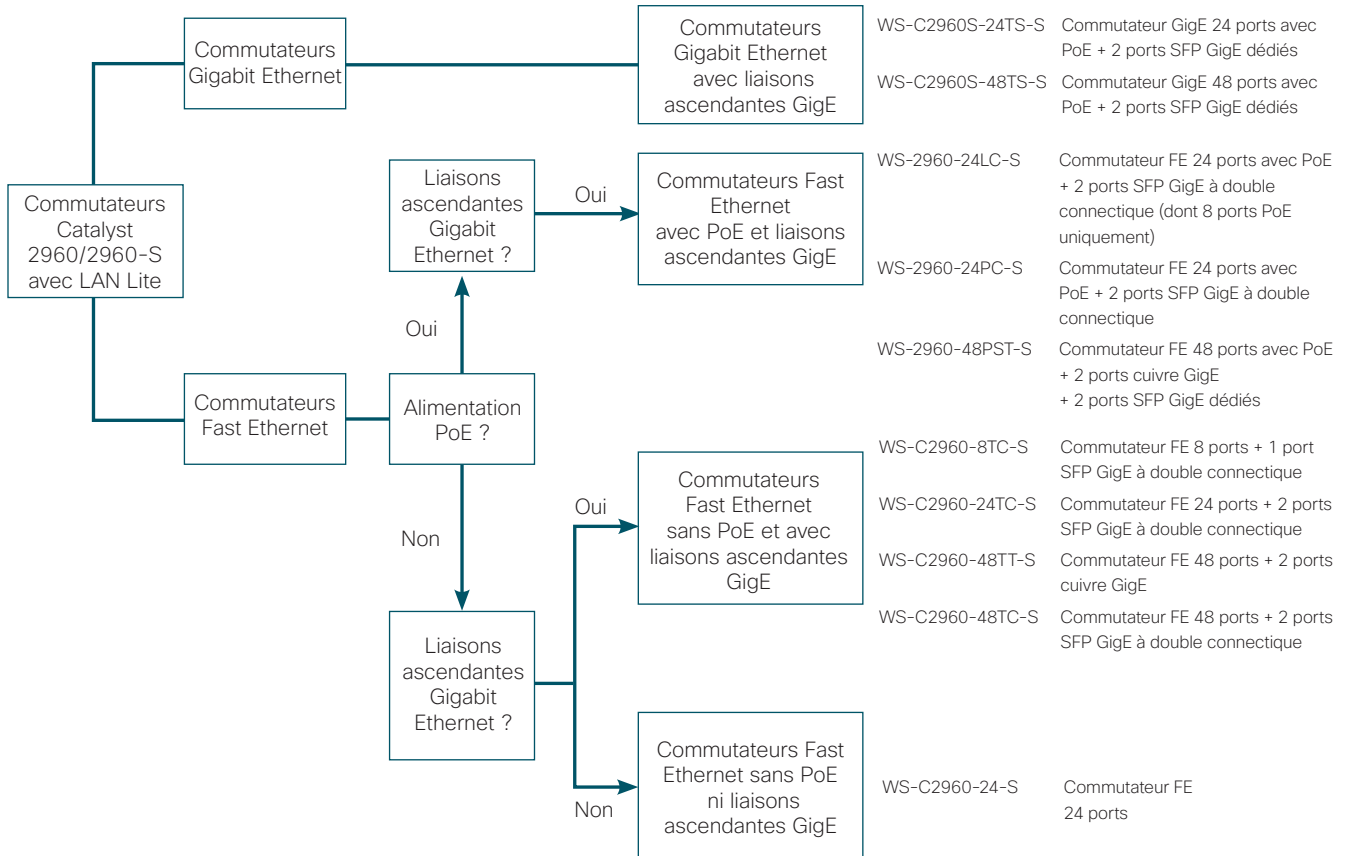 Commutateurs
Gigabit Ethernet
Commutateurs
Gigabit Ethernet
avec liaisons
ascendantes GigE
WS-C2960S-24TS-S
Commutateur GigE 24 ports avec
PoE + 2 ports SFP GigE dédiés
WS-C2960S-48TS-S
Commutateur GigE 48 ports avec
PoE + 2 ports SFP GigE dédiés
Commutateurs
Catalyst
2960/2960-S
avec LAN Lite
Liaisons
ascendantes
Gigabit
Ethernet ?
Oui
Commutateurs Fast
Ethernet
avec PoE et liaisons
ascendantes GigE
WS-2960-24LC-S
Commutateur FE 24 ports avec PoE
+ 2 ports SFP GigE à double
connectique (dont 8 ports PoE
uniquement)
WS-2960-24PC-S
Commutateur FE 24 ports avec
PoE + 2 ports SFP GigE à double
connectique
WS-2960-48PST-S
Commutateur FE 48 ports avec PoE
+ 2 ports cuivre GigE
+ 2 ports SFP GigE dédiés
Oui
Commutateurs
Fast Ethernet
Alimentation
PoE ?
Non
Oui
Commutateurs
Fast Ethernet
sans PoE et avec
liaisons ascendantes
GigE
WS-C2960-8TC-S
Commutateur FE 8 ports + 1 port
SFP GigE à double connectique
WS-C2960-24TC-S
Commutateur FE 24 ports + 2 ports
SFP GigE à double connectique
WS-C2960-48TT-S
Commutateur FE 48 ports + 2 ports
cuivre GigE
WS-C2960-48TC-S
Commutateur FE 48 ports + 2 ports
SFP GigE à double connectique
Liaisons
ascendantes
Gigabit
Ethernet ?
Non
Commutateurs Fast
Ethernet sans PoE
ni liaisons
ascendantes GigE
WS-C2960-24-S
Commutateur FE
24 ports